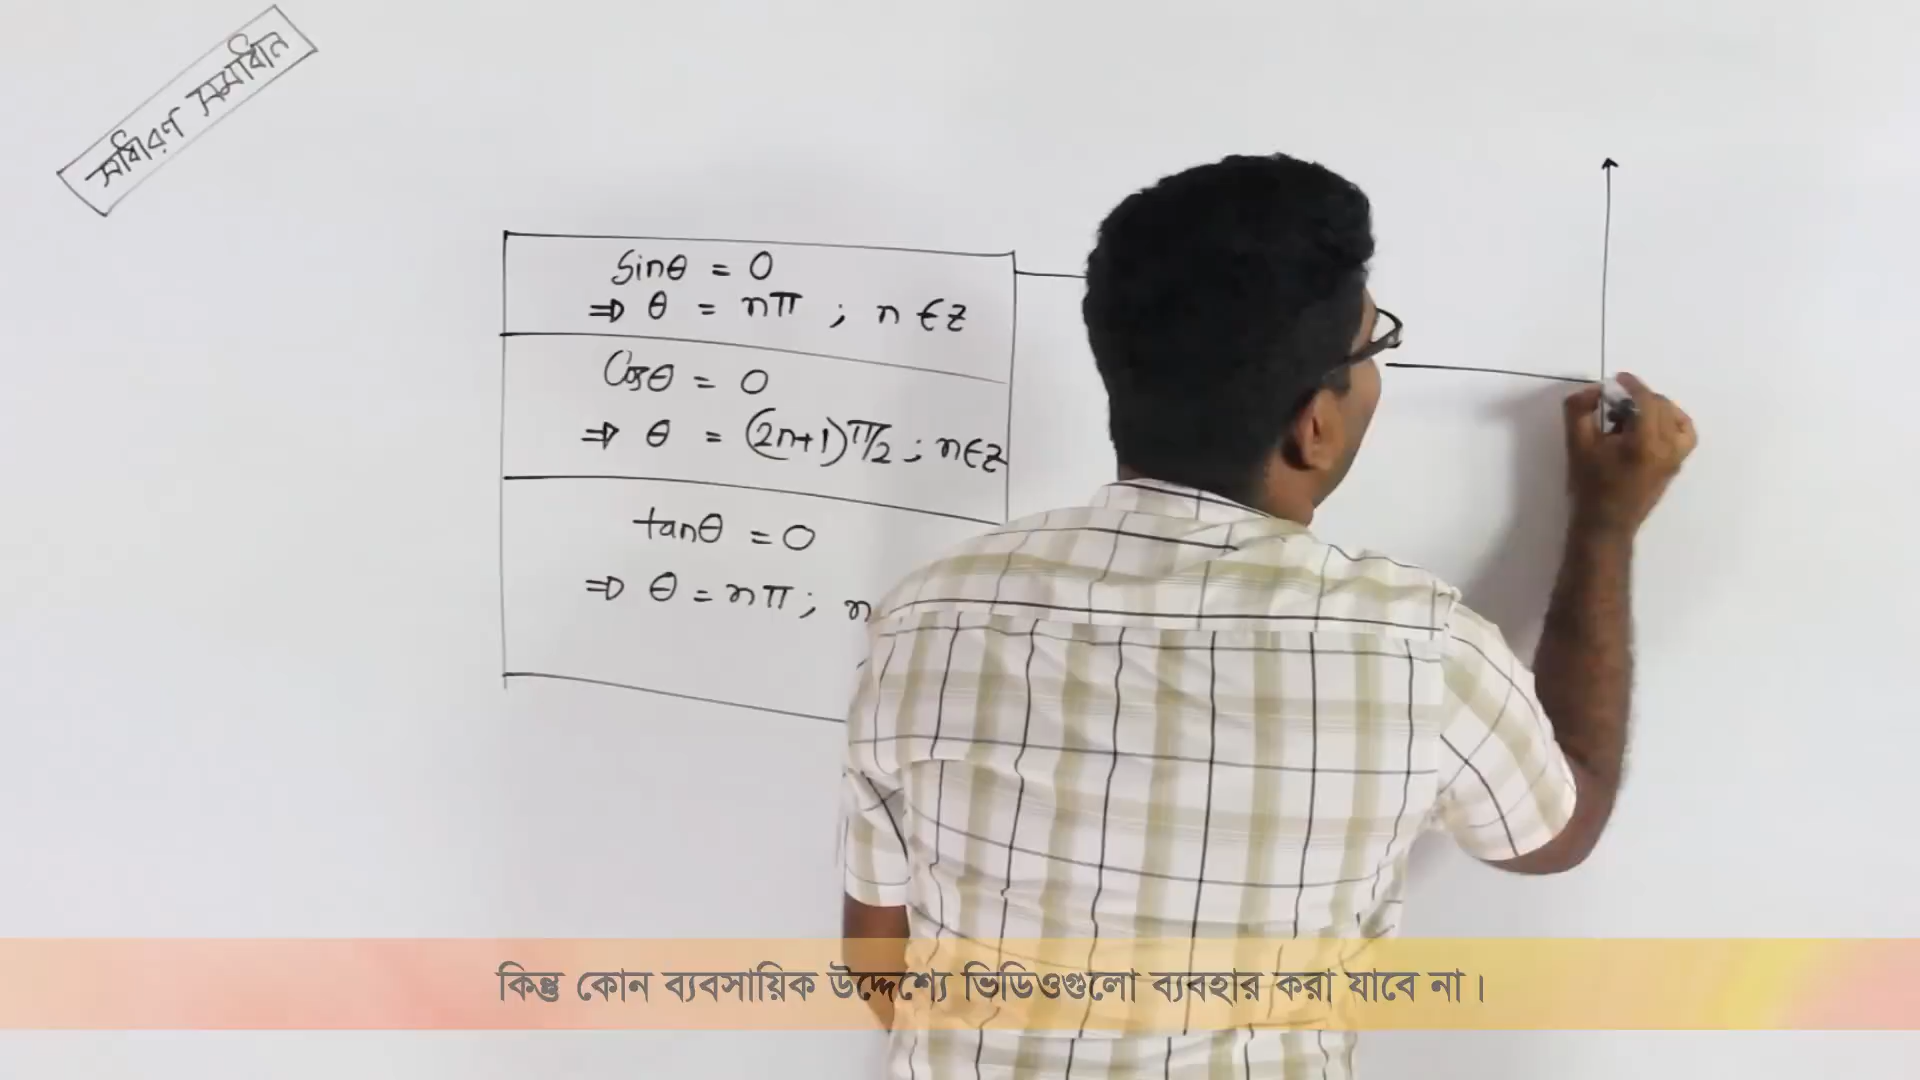 সাধারণ সমাধান
Sinθ = 0
⇒ θ = nπ ; n ∈ Z
Cosθ = 0
⇒ θ = (2n+1)π/2 ; n∈Z
tanθ = 0
⇒ θ = nπ ; n
কিন্তু কোন ব্যবসায়িক উদ্দেশ্যে ভিডিওগুলো ব্যবহার করা যাবে না।